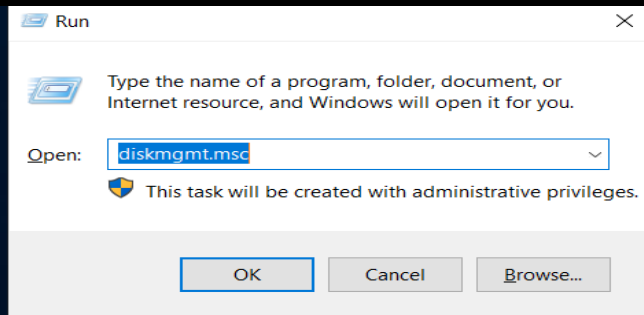 Run
Type the name of a program, folder, document, or
Internet resource, and Windows will open it for you.
Open:
diskmgmt.msc
This task will be created with administrative privileges.
OK
Cancel
Browse...